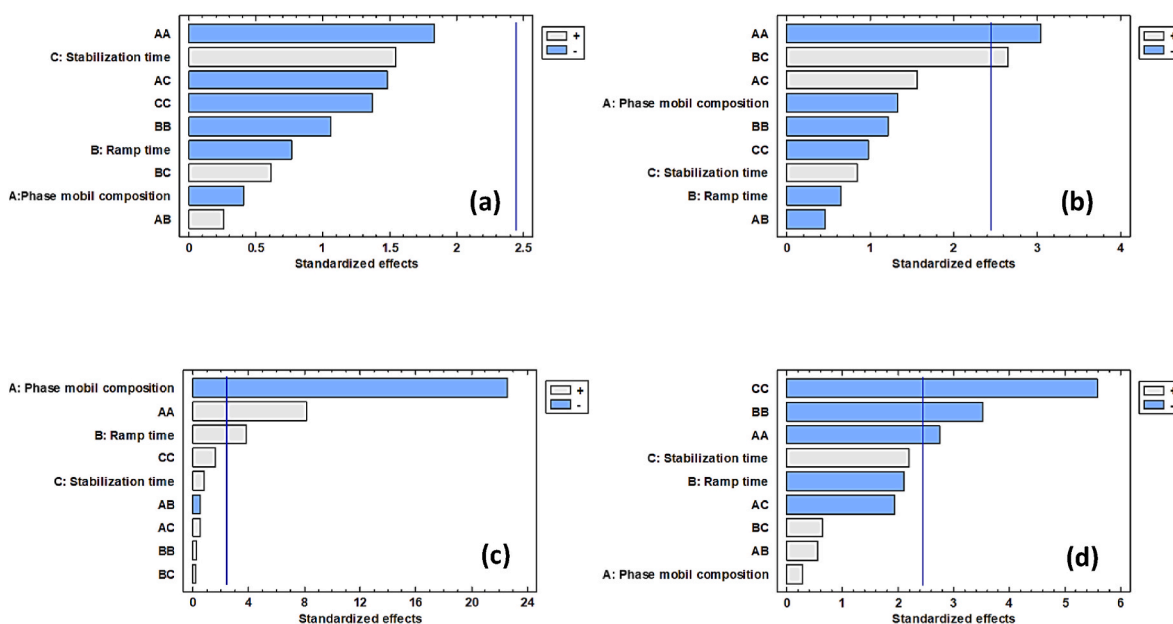 AA
C: Stabilization time
AC
CC
BB
B: Ramp time
BC
A:Phase mobil composition
AB
0 0.5 1 1.5 2 2.5
Standardized effects
+
-
(a)
AA
BC
AC
A: Phase mobil composition
BB
CC
C: Stabilization time
B: Ramp time
AB
0 1 2 3 4
Standardized effects
+
-
(b)
A: Phase mobil composition
AA
B: Ramp time
CC
C: Stabilization time
AB
AC
BB
BC
0 4 8 12 16 20 24
Standardized effects
+
-
(c)
CC
BB
AA
C: Stabilization time
B: Ramp time
AC
BC
AB
A: Phase mobil composition
0 1 2 3 4 5 6
Standardized effects
+
-
(d)